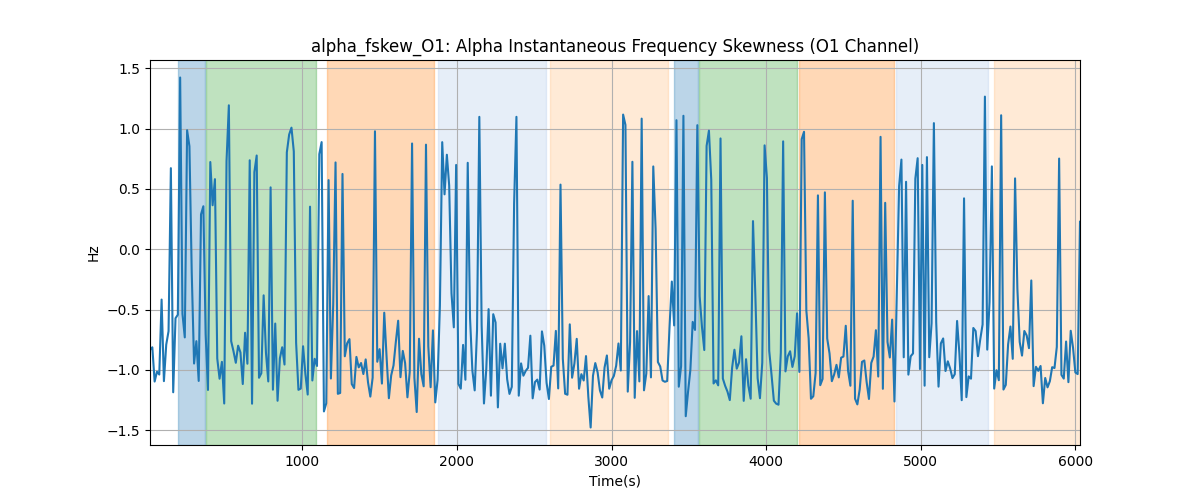 alpha_fskew_O1: Alpha Instantaneous Frequency Skewness (O1 Channel)
1.5
1.0
0.5
0.0
−0.5
−1.0
−1.5
Hz
1000 2000 3000 4000 5000 6000
Time(s)